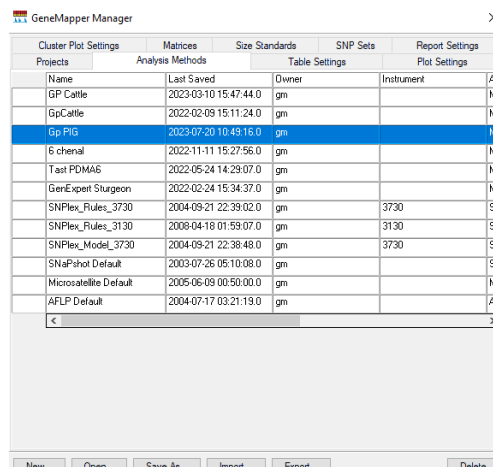 GeneMapper Manager
Cluster Plot Settings Matrices Size Standards SNP Sets Report Settings
Projects Analysis Methods Table Settings Plot Settings
Name Last Saved Owner Instrument
GP Cattle 2023-03-10 15:47:44.0 gm
GpCattle 2022-02-09 15:11:24.0 gm
Gp PIG 2023-07-20 10:49:16.0 gm
6 chenal 2022-11-11 15:27:56.0 gm
Tast PDMA6 2022-05-24 14:29:07.0 gm
GenExpert Sturgeon 2022-02-24 15:34:37.0 gm
SNPlex_Rules_3730 2004-09-21 22:39:02.0 gm 3730
SNPlex_Rules_3130 2008-04-18 01:59:07.0 gm 3130
SNPlex_Model_3730 2004-09-21 22:38:48.0 gm 3730
SNaPshot Default 2003-07-26 05:10:08.0 gm
Microsatellite Default 2005-06-09 00:50:00.0 gm
AFLP Default 2004-07-17 03:21:19.0 gm
New... Open... Save As... Import... Export... Delete